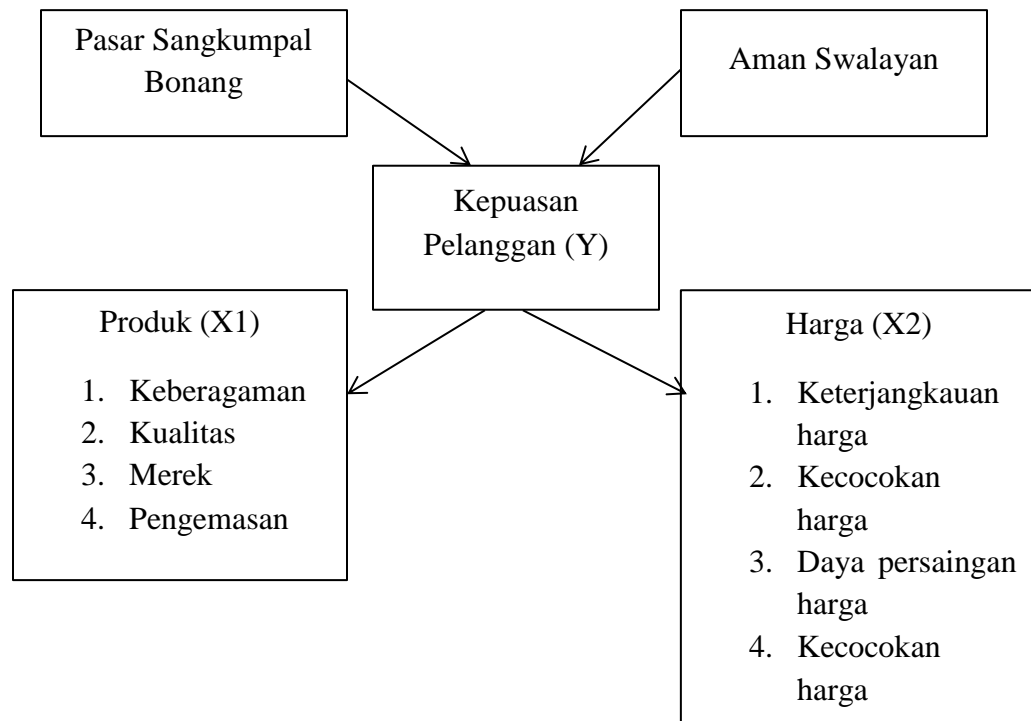 Pasar Sangkumpal
Bonang
Aman Swalayan
Kepuasan
Pelanggan (Y)
Produk (X1)
1. Keberagaman
2. Kualitas
3. Merek
4. Pengemasan
Harga (X2)
1. Keterjangkauan
harga
2. Kecocokan
harga
3. Daya persaingan
harga
4. Kecocokan
harga